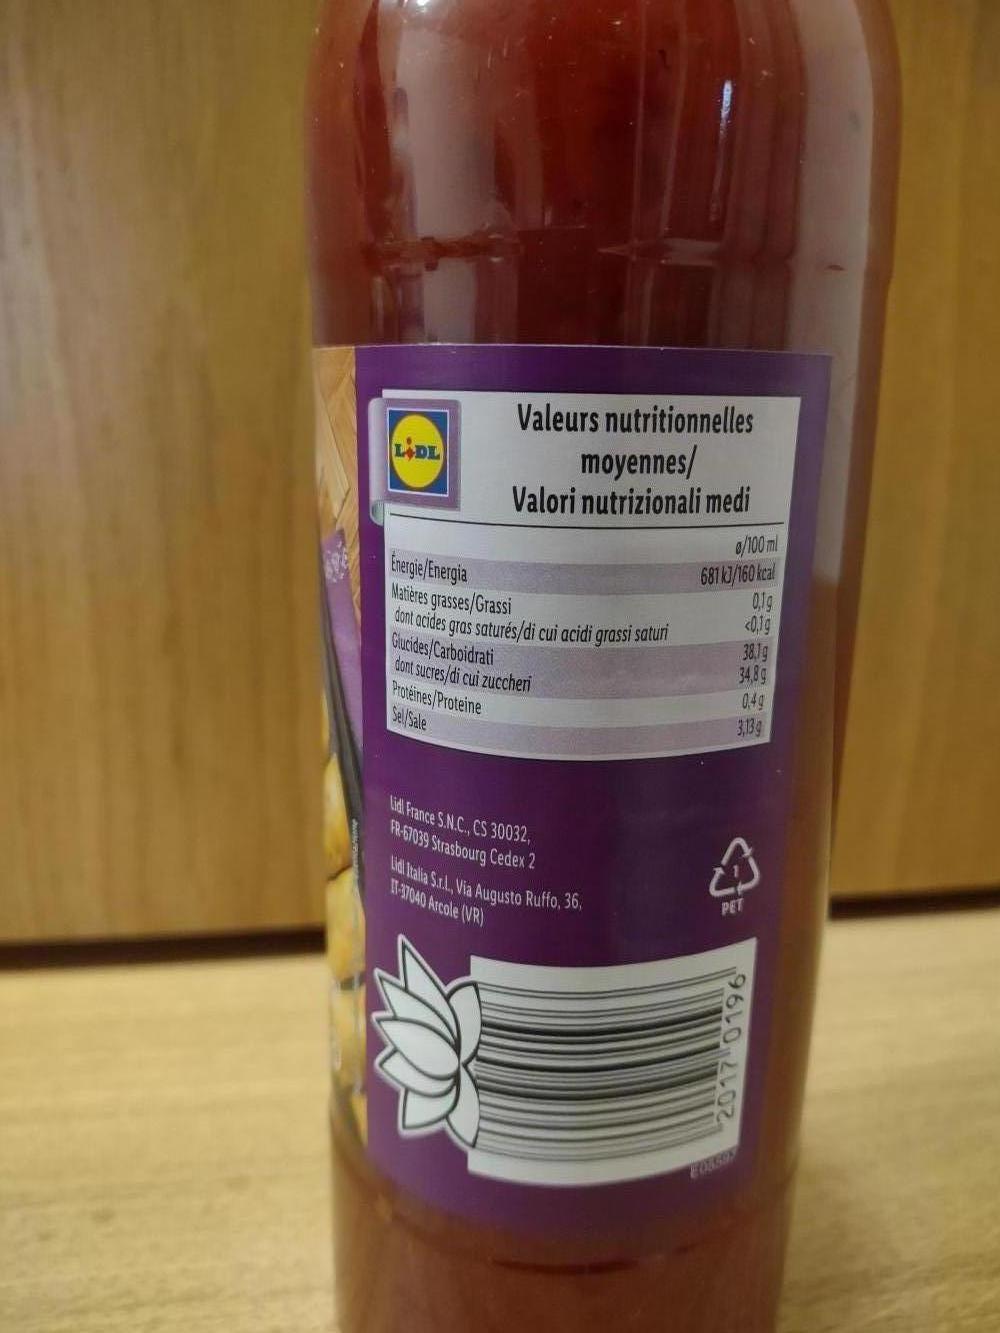 LIDL
Valeurs nutritionnelles
moyennes/
Valori nutrizionali medi
ø/100 ml
Énergie/Energia 681 kJ/160 kcal
Matières grasses/Grassi 0,1 g
dont acides gras saturés/di cui acidi grassi saturi <0,1 g
Glucides/Carboidrati 38,1 g
dont sucres/di cui zuccheri 34,8 g
Protéines/Proteine 0,4 g
Sel/Sale 3,13 g
Lidl France S.N.C., CS 30032,
FR-67039 Strasbourg Cedex 2
Lidl Italia S.r.l., Via Augusto Ruffo, 36,
IT-37040 Arcole (VR)
1
PET
2017 0196